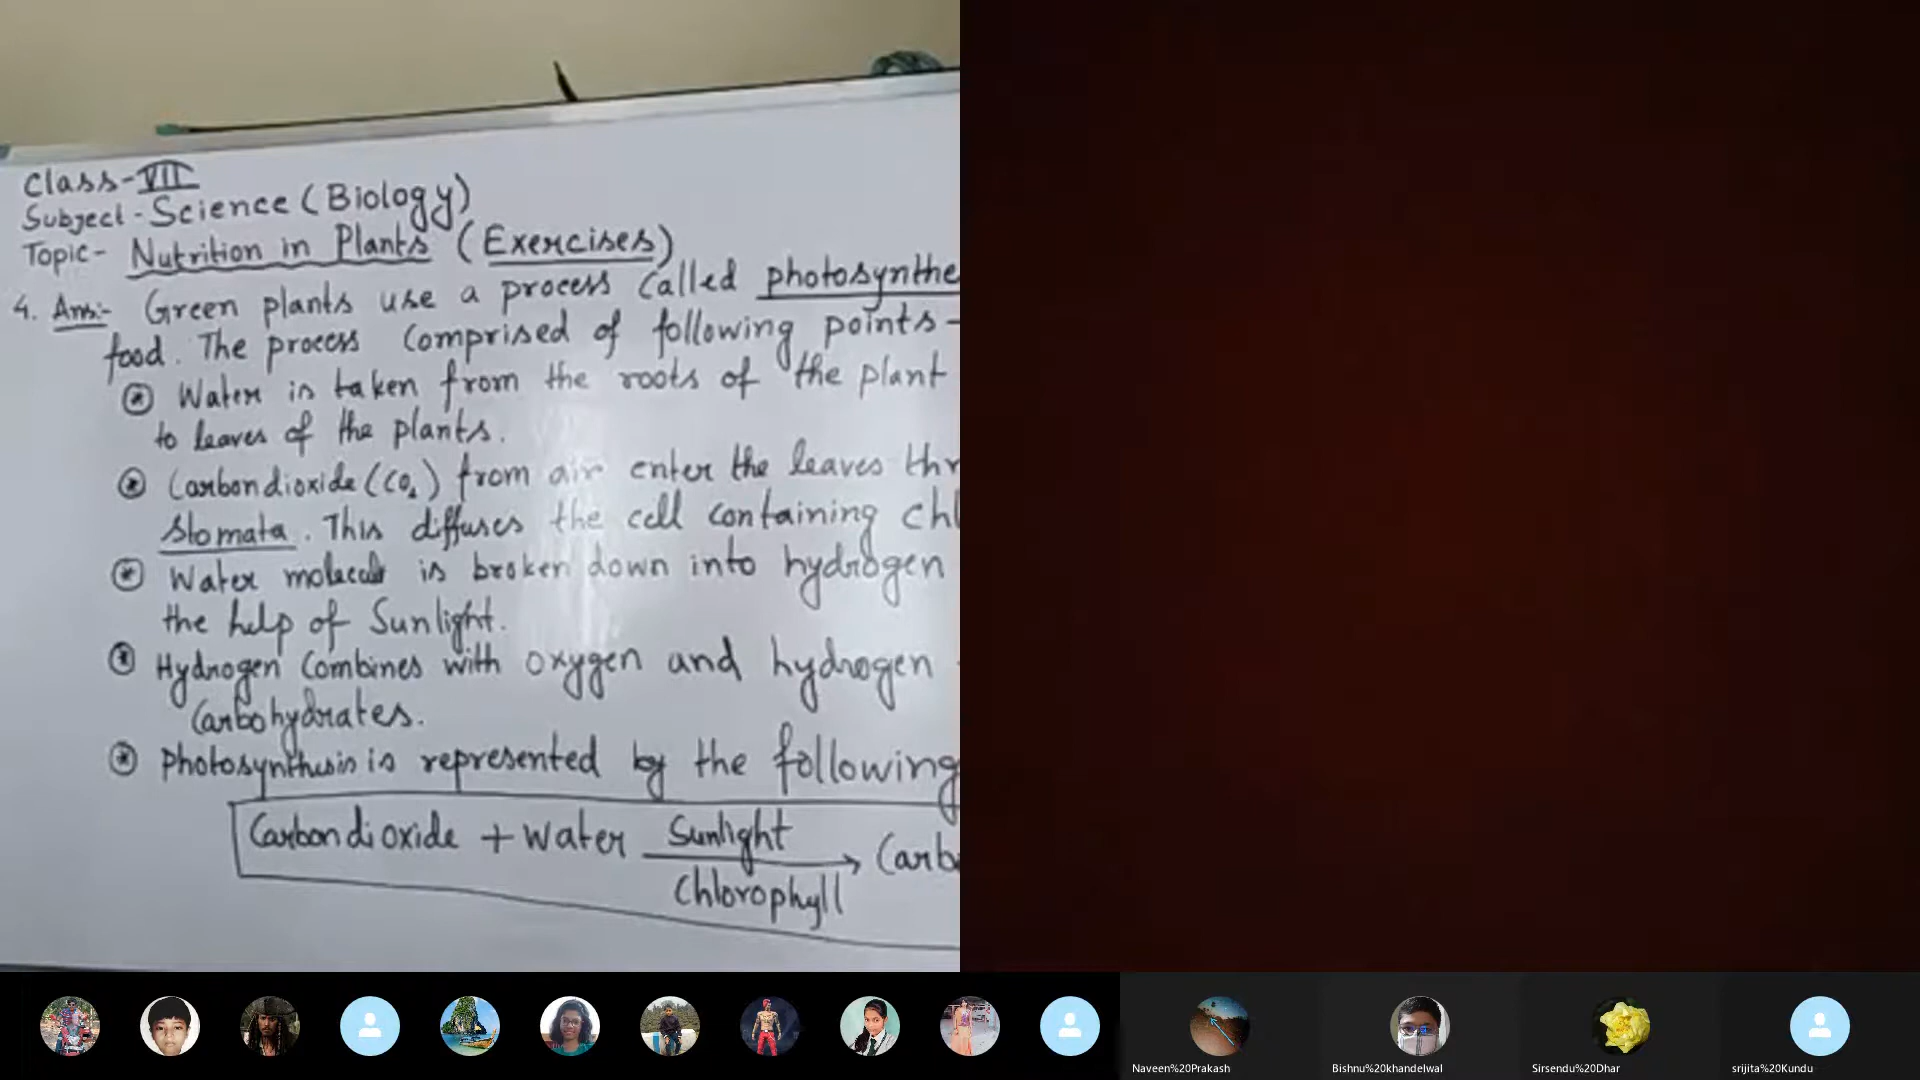 Class-VII
Subject-Science (Biology)
Topic- Nutrition in Plants (Exercises)
4. Ans:- Green plants use a process called photosynthe
food. The process comprised of following points-
Water is taken from the roots of the plant
to leaves of the plants.
Carbondioxide (CO2) from air enter the leaves thr
Stomata. This diffuses the cell containing chl
Water is broken down into hydrogen
the help of Sunlight.
Hydrogen Combines with oxygen and hydrogen
Carbohydrates.
Photosynthesis is represented by the following
Carbondioxide + Water Sunlight → Carb
Chlorophyll
Naveen%20Prakash
Bishnu%20khandelwal
Sirsendu%20Dhar
srijita%20Kundu